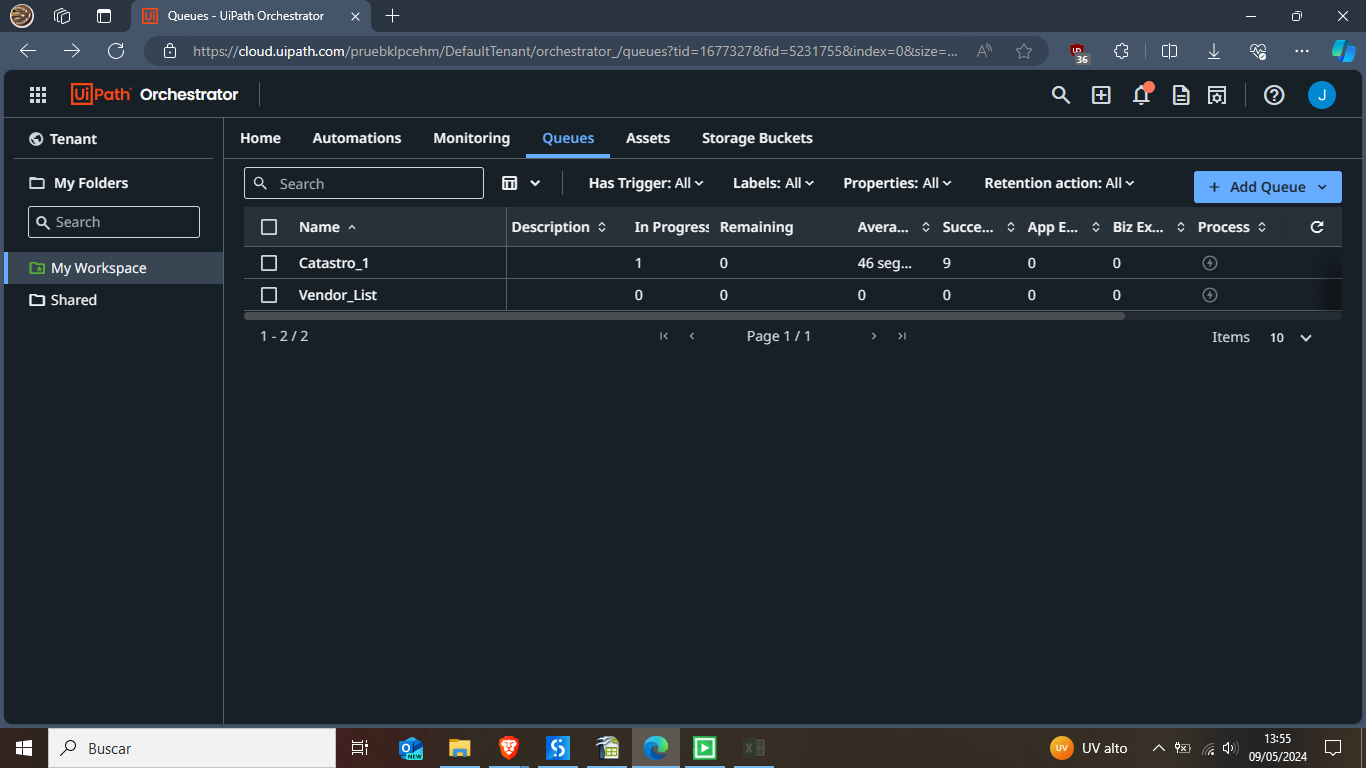 Queues - UiPath Orchestrator
https://cloud.uipath.com/pruebklpcehm/DefaultTenant/orchestrator_/queues?tid=1677327&fid=5231755&index=0&size=...
36
UiPath Orchestrator
J
Tenant
Home Automations Monitoring Queues Assets Storage Buckets
My Folders
Search
Has Trigger: All Labels: All Properties: All Retention action: All
Add Queue
Search
Name Description In Progress Remaining Avera... Succe... App E... Biz Ex... Process
My Workspace
Catastro_1 1 0 46 seg... 9 0 0
Shared
Vendor_List 0 0 0 0 0 0
1 - 2 / 2 Page 1 / 1 Items 10
Buscar
NEW
UV UV alto
13:55
09/05/2024